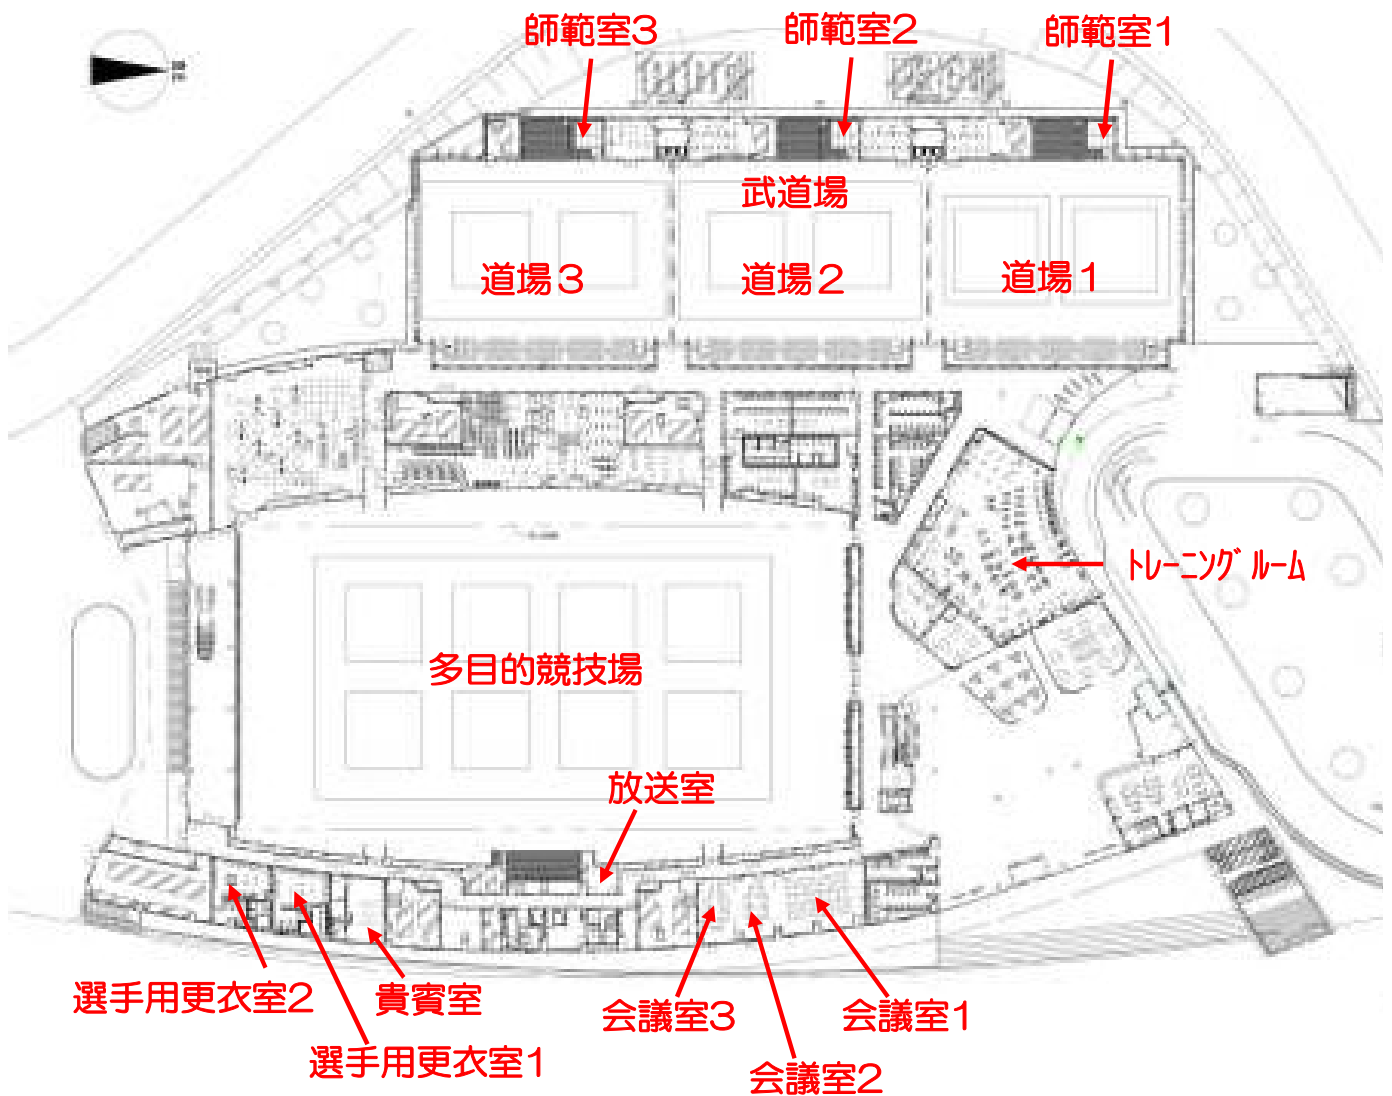 師範室3
師範室2
師範室1
武道場
道場3
道場2
道場1
ﾄﾚｰﾆﾝｸﾞﾙｰﾑ
多目的競技場
放送室
選手用更衣室2
貴賓室
会議室3
会議室1
選手用更衣室1
会議室2